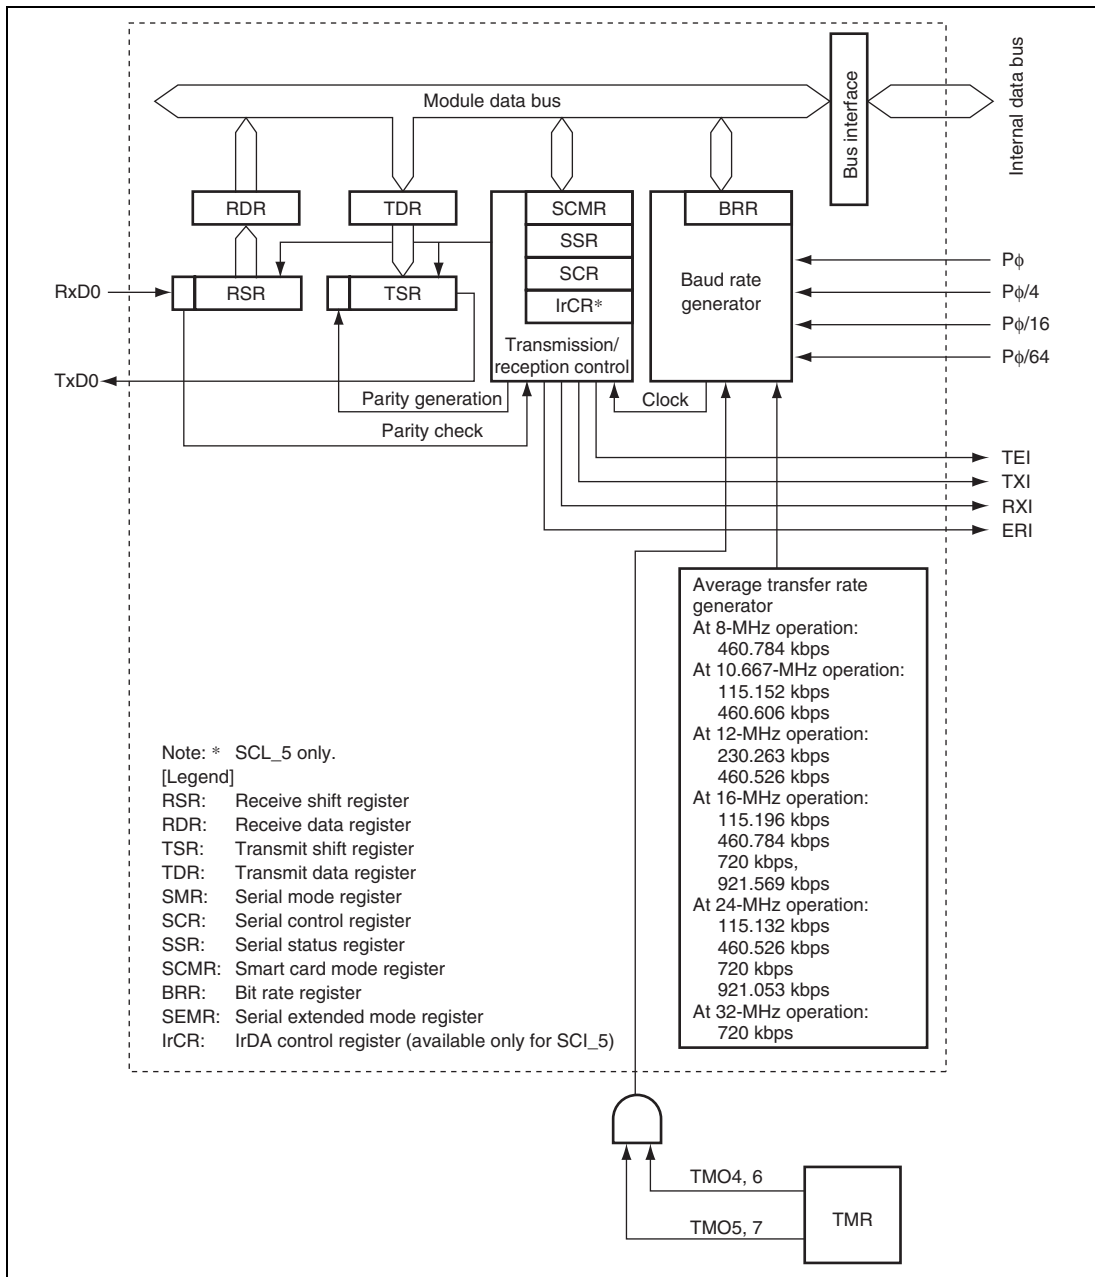 Module data bus
Bus interface
Internal data bus
RDR
TDR
SCMR
BRR
SSR
SCR
IrCR*
RSR
TSR
Baud rate
generator
Transmission/
reception control
RxD0
TxD0
Pϕ
Pϕ/4
Pϕ/16
Pϕ/64
Parity generation
Clock
Parity check
TEI
TXI
RXI
ERI
Average transfer rate
generator
At 8-MHz operation:
460.784 kbps
At 10.667-MHz operation:
115.152 kbps
460.606 kbps
At 12-MHz operation:
230.263 kbps
460.526 kbps
At 16-MHz operation:
115.196 kbps
460.784 kbps
720 kbps,
921.569 kbps
At 24-MHz operation:
115.132 kbps
460.526 kbps
720 kbps
921.053 kbps
At 32-MHz operation:
720 kbps
Note: * SCL_5 only.
[Legend]
RSR: Receive shift register
RDR: Receive data register
TSR: Transmit shift register
TDR: Transmit data register
SMR: Serial mode register
SCR: Serial control register
SSR: Serial status register
SCMR: Smart card mode register
BRR: Bit rate register
SEMR: Serial extended mode register
IrCR: IrDA control register (available only for SCI_5)
TMO4, 6
TMO5, 7
TMR